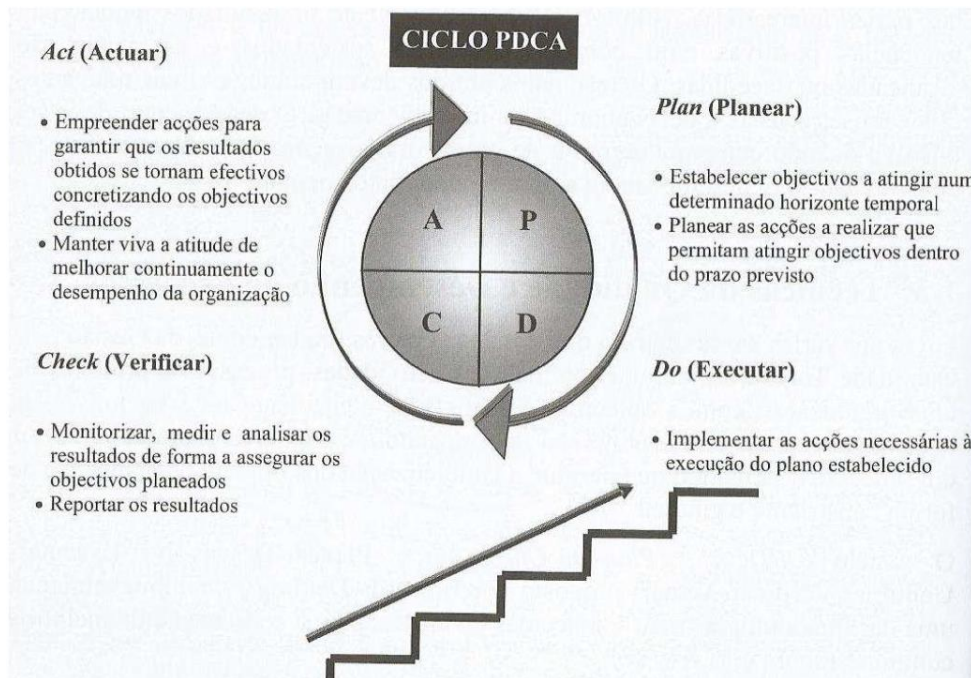 CICLO PDCA
Act (Actuar)
• Empreender acções para
garantir que os resultados
obtidos se tornam efectivos
concretizando os objectivos
definidos
• Manter viva a atitude de
melhorar continuamente o
desempenho da organização
Plan (Planear)
• Estabelecer objectivos a atingir num
determinado horizonte temporal
• Planear as acções a realizar que
permitam atingir objectivos dentro
do prazo previsto
A P
C D
Check (Verificar)
• Monitorizar, medir e analisar os
resultados de forma a assegurar os
objectivos planeados
• Reportar os resultados
Do (Executar)
• Implementar as acções necessárias à
execução do plano estabelecido